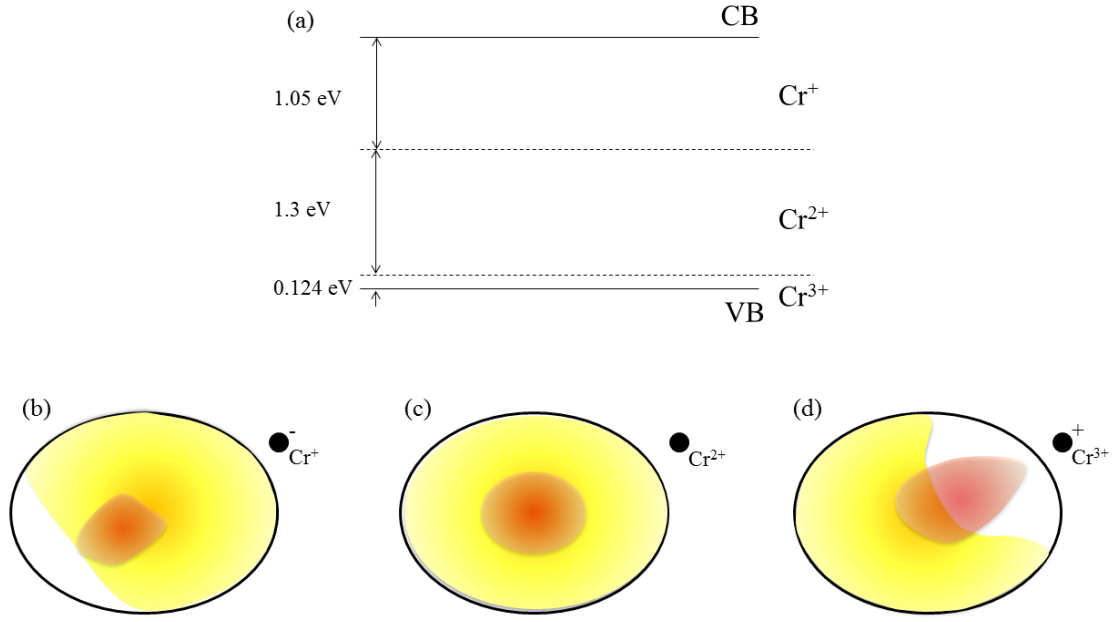 (a)
CB
1.05 eV
Cr⁺
1.3 eV
Cr²⁺
0.124 eV
Cr³⁺
VB
(b)
-
Cr⁺
(c)
Cr²⁺
(d)
+
Cr³⁺